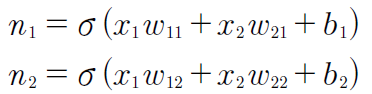 n₁ = σ(x₁w₁₁ + x₂w₂₁ + b₁)
n₂ = σ(x₁w₁₂ + x₂w₂₂ + b₂)